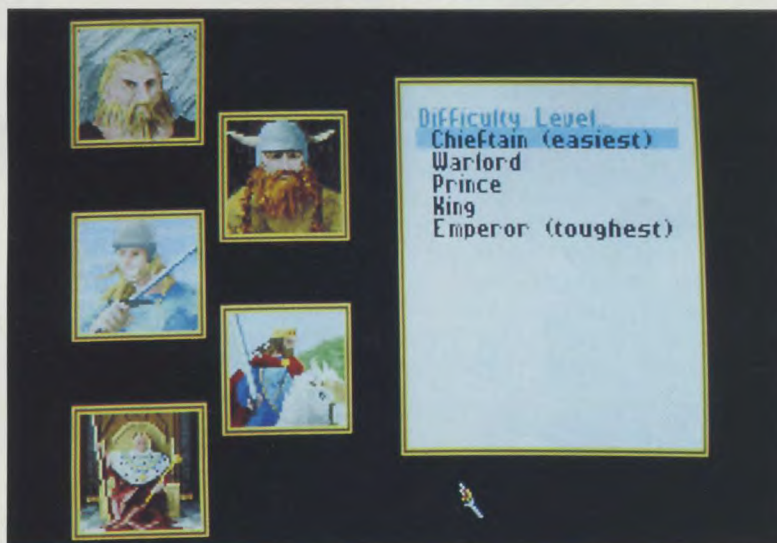 Difficulty Level...
Chieftain (easiest)
Warlord
Prince
King
Emperor (toughest)